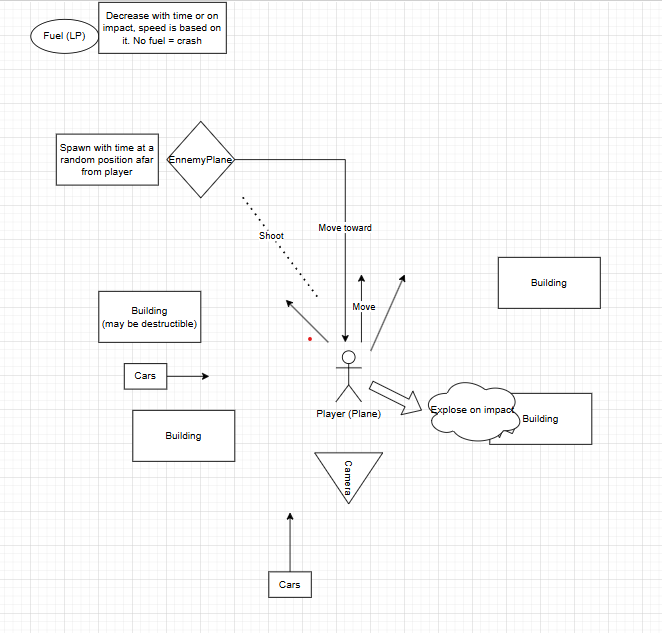 Fuel (LP)
Decrease with time or on
impact, speed is based on
it. No fuel = crash
Spawn with time at a
random position afar
from player
EnnemyPlane
Shoot
Move toward
Building
Building
(may be destructible)
Move
Cars
Player (Plane)
Explose on impact
Building
Building
Camera
Cars